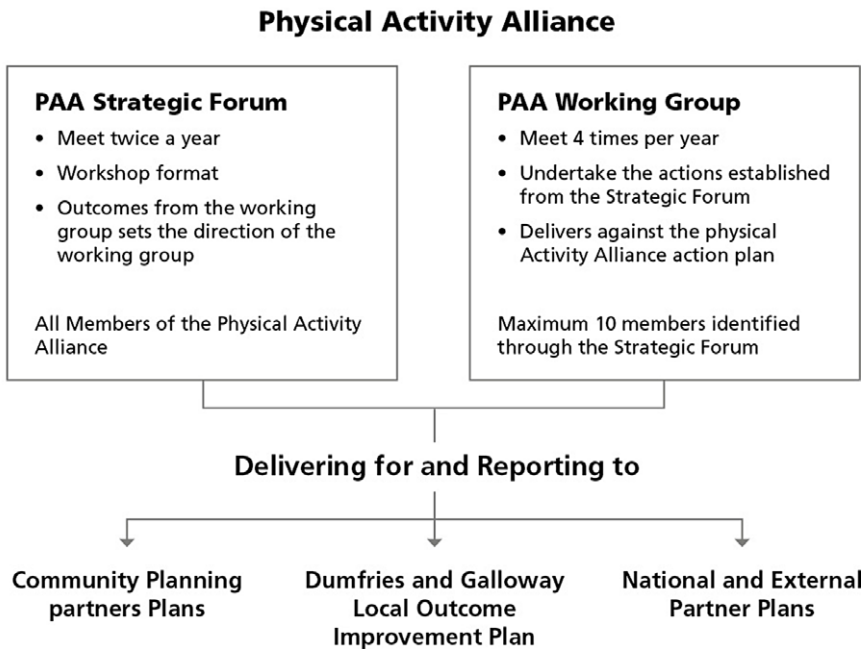 Physical Activity Alliance
PAA Strategic Forum
• Meet twice a year
• Workshop format
• Outcomes from the working
group sets the direction of the
working group
All Members of the Physical Activity
Alliance
PAA Working Group
• Meet 4 times per year
• Undertake the actions established
from the Strategic Forum
• Delivers against the physical
Activity Alliance action plan
Maximum 10 members identified
through the Strategic Forum
Delivering for and Reporting to
Community Planning
partners Plans
Dumfries and Galloway
Local Outcome
Improvement Plan
National and External
Partner Plans